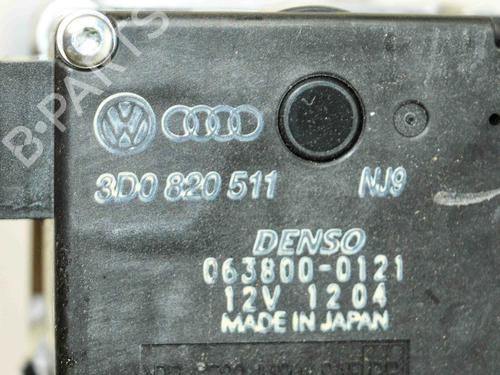 B-PARTS
3D0 820 511 NJ9
DENSO
063800-0121
12V 1204
MADE IN JAPAN